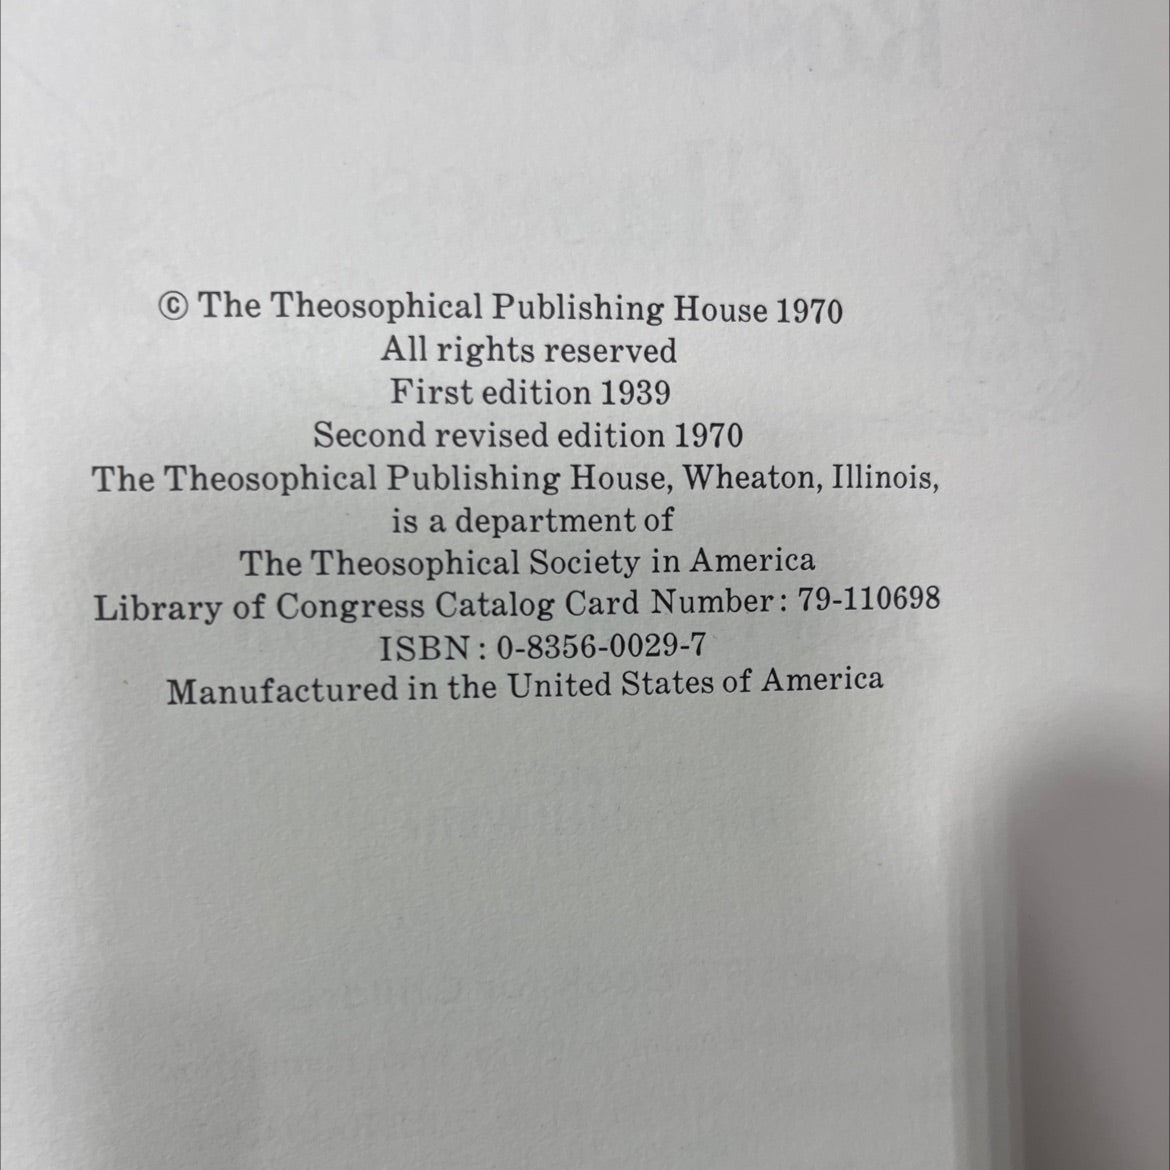 © The Theosophical Publishing House 1970
All rights reserved
First edition 1939
Second revised edition 1970
The Theosophical Publishing House, Wheaton, Illinois,
is a department of
The Theosophical Society in America
Library of Congress Catalog Card Number: 79-110698
ISBN: 0-8356-0029-7
Manufactured in the United States of America